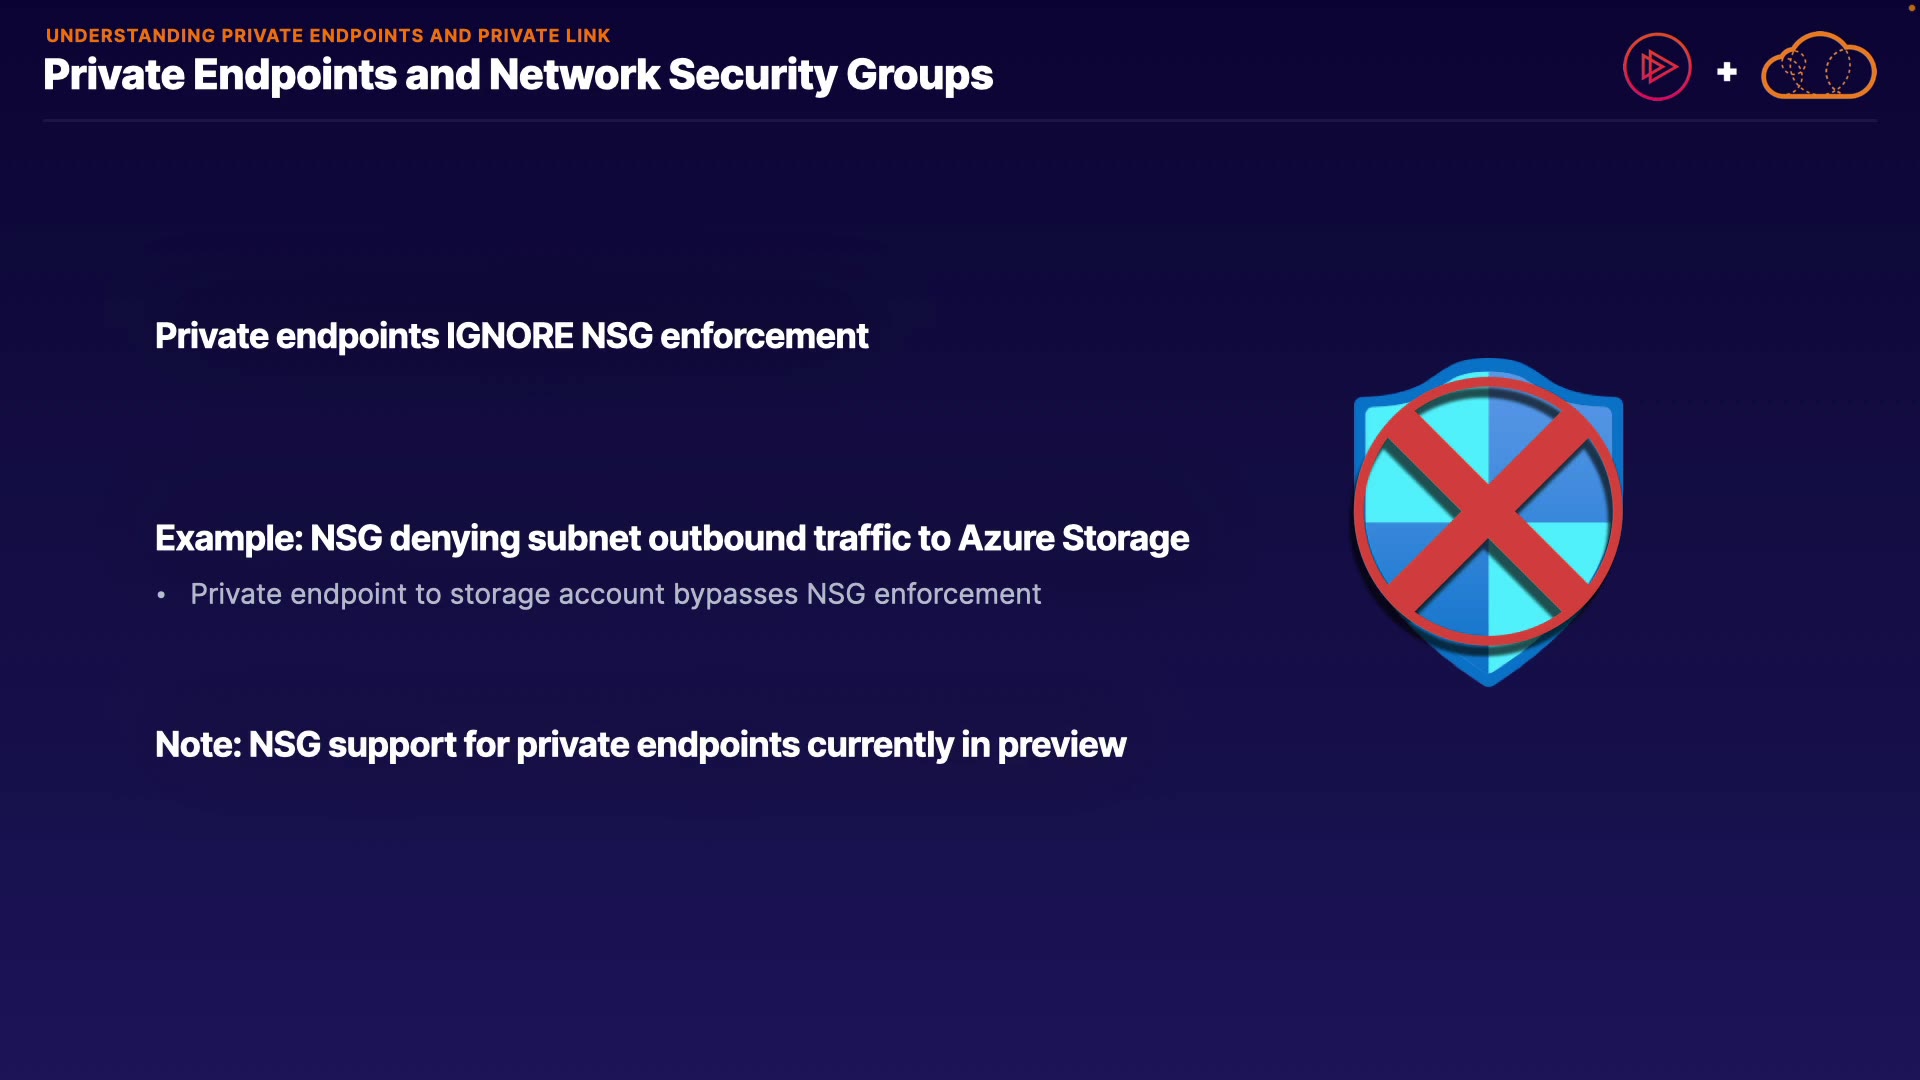 UNDERSTANDING PRIVATE ENDPOINTS AND PRIVATE LINK
Private Endpoints and Network Security Groups
Private endpoints IGNORE NSG enforcement
Example: NSG denying subnet outbound traffic to Azure Storage
• Private endpoint to storage account bypasses NSG enforcement
Note: NSG support for private endpoints currently in preview